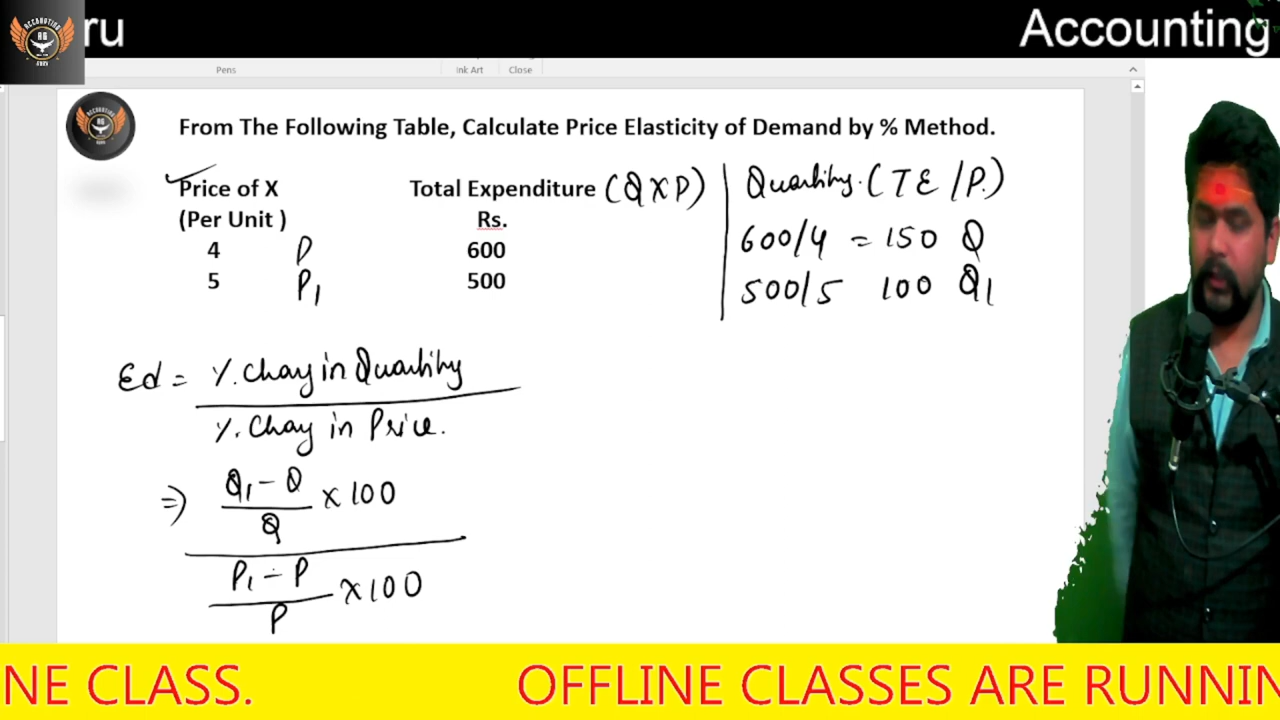 ru
Accounting
Pens
Ink Art
Close
From The Following Table, Calculate Price Elasticity of Demand by % Method.
Price of X Total Expenditure (Q X P) Quantity. (TE/P.)
(Per Unit ) Rs.
4 P 600 600/4 = 150 Q
5 P1 500 500/5 100 Q1
Ed = %. Chang in Quantity
%. Chang in Price.
⇒ Q1 - Q
Q
x 100
P1 - P
P
x 100
NE CLASS.
OFFLINE CLASSES ARE RUNNIN